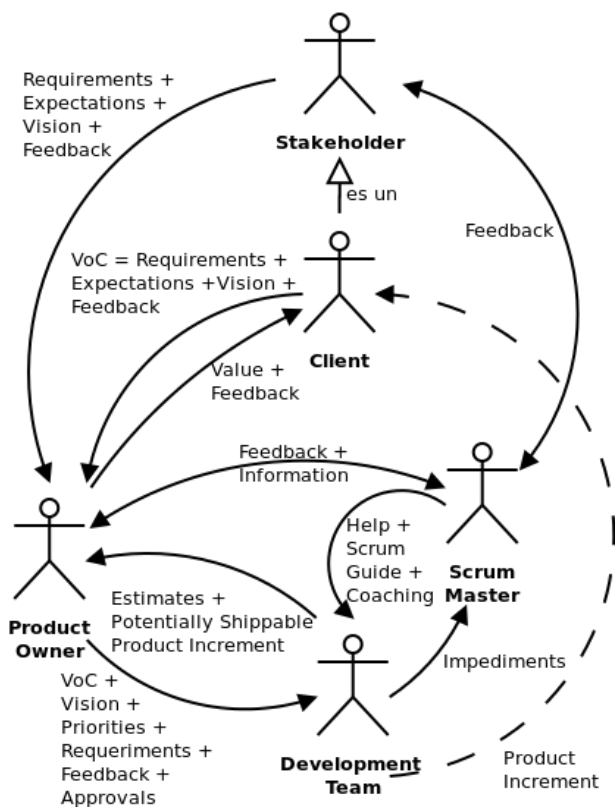 Requirements +
Expectations +
Vision +
Feedback
Stakeholder
es un
Feedback
VoC = Requirements +
Expectations +Vision +
Feedback
Client
Value +
Feedback
Feedback +
Information
Help +
Scrum
Guide +
Coaching
Scrum
Master
Product
Owner
Estimates +
Potentially Shippable
Product Increment
Impediments
VoC +
Vision +
Priorities +
Requeriments +
Feedback +
Approvals
Development
Team
Product
Increment